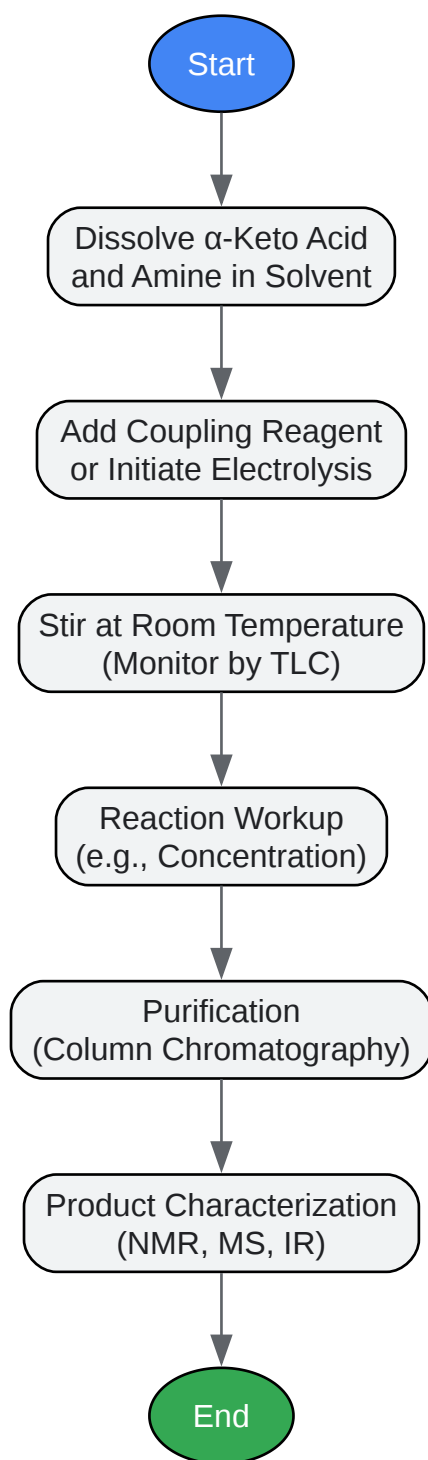 Start
Dissolve α-Keto Acid
and Amine in Solvent
Add Coupling Reagent
or Initiate Electrolysis
Stir at Room Temperature
(Monitor by TLC)
Reaction Workup
(e.g., Concentration)
Purification
(Column Chromatography)
Product Characterization
(NMR, MS, IR)
End